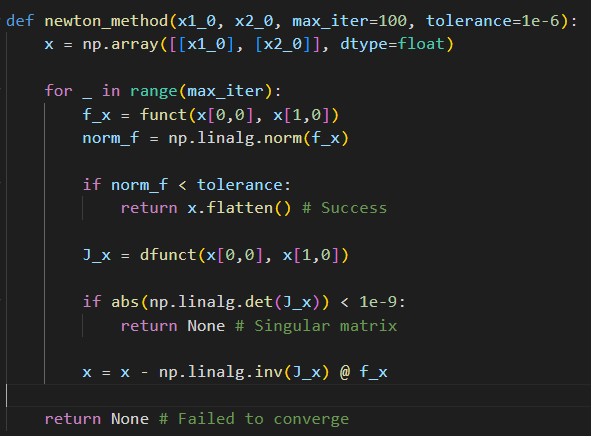 def newton_method(x1_0, x2_0, max_iter=100, tolerance=1e-6):
    x = np.array([[x1_0], [x2_0]], dtype=float)

    for _ in range(max_iter):
        f_x = funct(x[0,0], x[1,0])
        norm_f = np.linalg.norm(f_x)

        if norm_f < tolerance:
            return x.flatten() # Success

        J_x = dfunct(x[0,0], x[1,0])

        if abs(np.linalg.det(J_x)) < 1e-9:
            return None # Singular matrix

        x = x - np.linalg.inv(J_x) @ f_x

    return None # Failed to converge